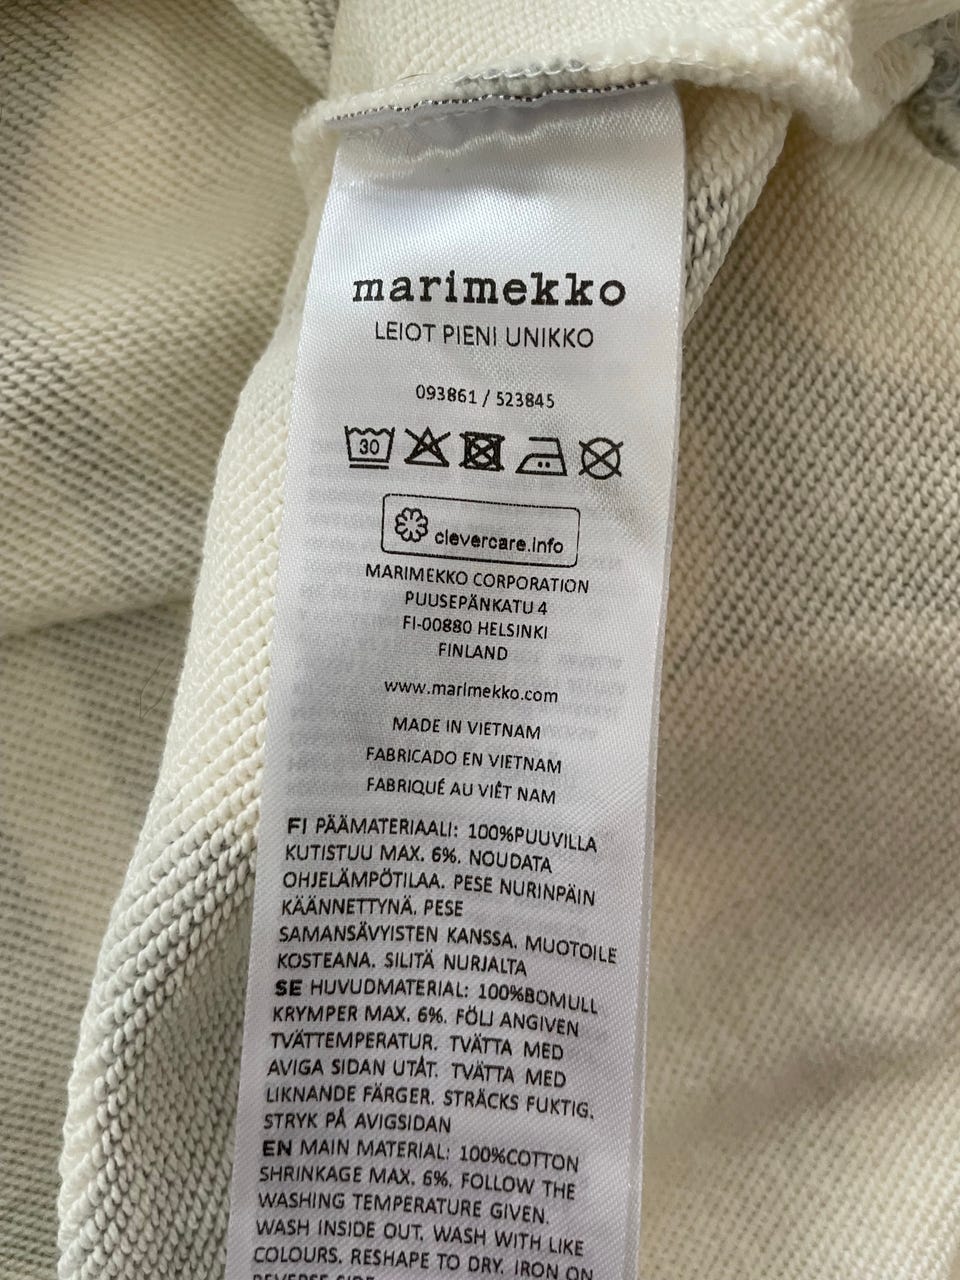 marimekko
LEIOT PIENI UNIKKO
093861 / 523845
30
clevercare.info
MARIMEKKO CORPORATION
PUUSEPÄNKATU 4
FI-00880 HELSINKI
FINLAND
www.marimekko.com
MADE IN VIETNAM
FABRICADO EN VIETNAM
FABRIQUÉ AU VIÊT NAM
FI PÄÄMATERIAALI: 100%PUUVILLA
KUTISTUU MAX. 6%. NOUDATA
OHJELÄMPÖTILAA. PESE NURINPÄIN
KÄÄNNETTYNÄ. PESE
SAMANSÄVYISTEN KANSSA. MUOTOILE
KOSTEANA. SILITÄ NURJALTA
SE HUVUDMATERIAL: 100%BOMULL
KRYMPER MAX. 6%. FÖLJ ANGIVEN
TVÄTTEMPERATUR. TVÄTTA MED
AVIGA SIDAN UTÅT. TVÄTTA MED
LIKNANDE FÄRGER. STRÄCKS FUKTIG.
STRYK PÅ AVIGSIDAN
EN MAIN MATERIAL: 100%COTTON
SHRINKAGE MAX. 6%. FOLLOW THE
WASHING TEMPERATURE GIVEN.
WASH INSIDE OUT. WASH WITH LIKE
COLOURS. RESHAPE TO DRY. IRON ON
REVERSE SIDE